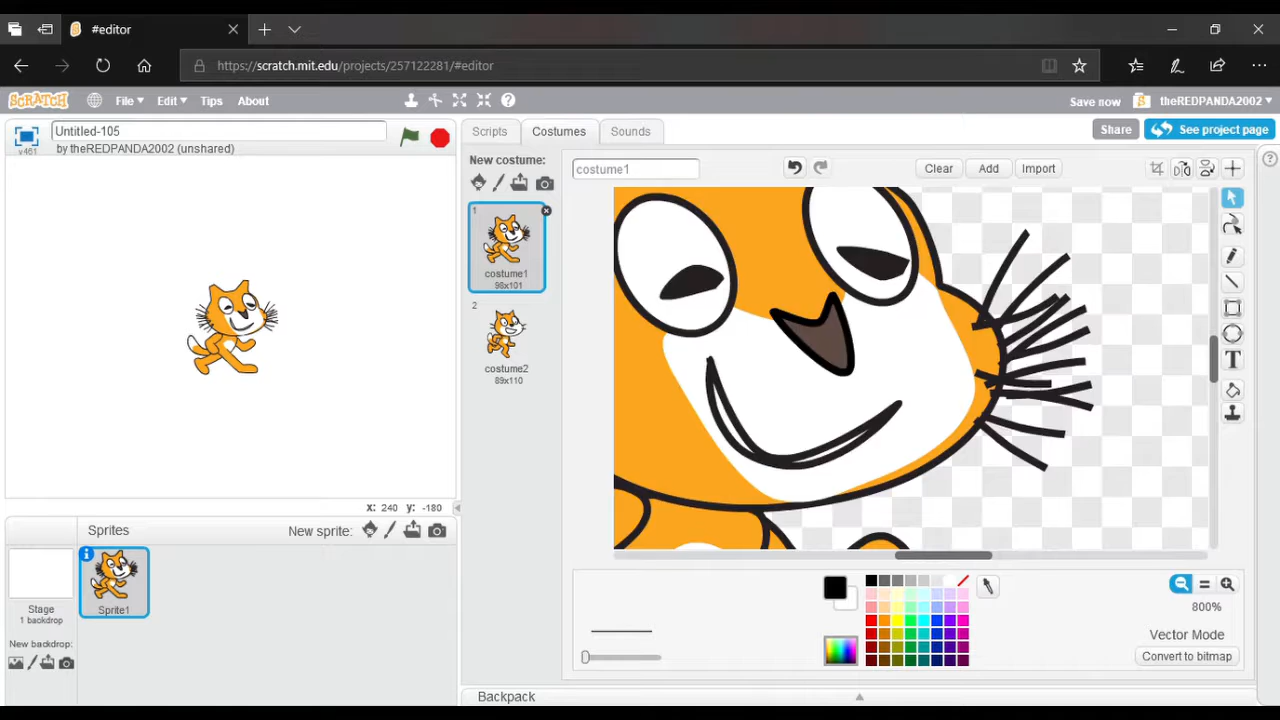 #editor
https://scratch.mit.edu/projects/257122281/#editor
SCRATCH
File Edit Tips About
Save now
theREDPANDA2002
Untitled-105
by theREDPANDA2002 (unshared)
v461
Scripts Costumes Sounds
Share
See project page
New costume:
costume1
Clear Add Import
1
costume1
98x101
2
costume2
89x110
T
x: 240 y: -180
Sprites
New sprite:
Stage
1 backdrop
Sprite1
New backdrop:
800%
Vector Mode
Convert to bitmap
Backpack